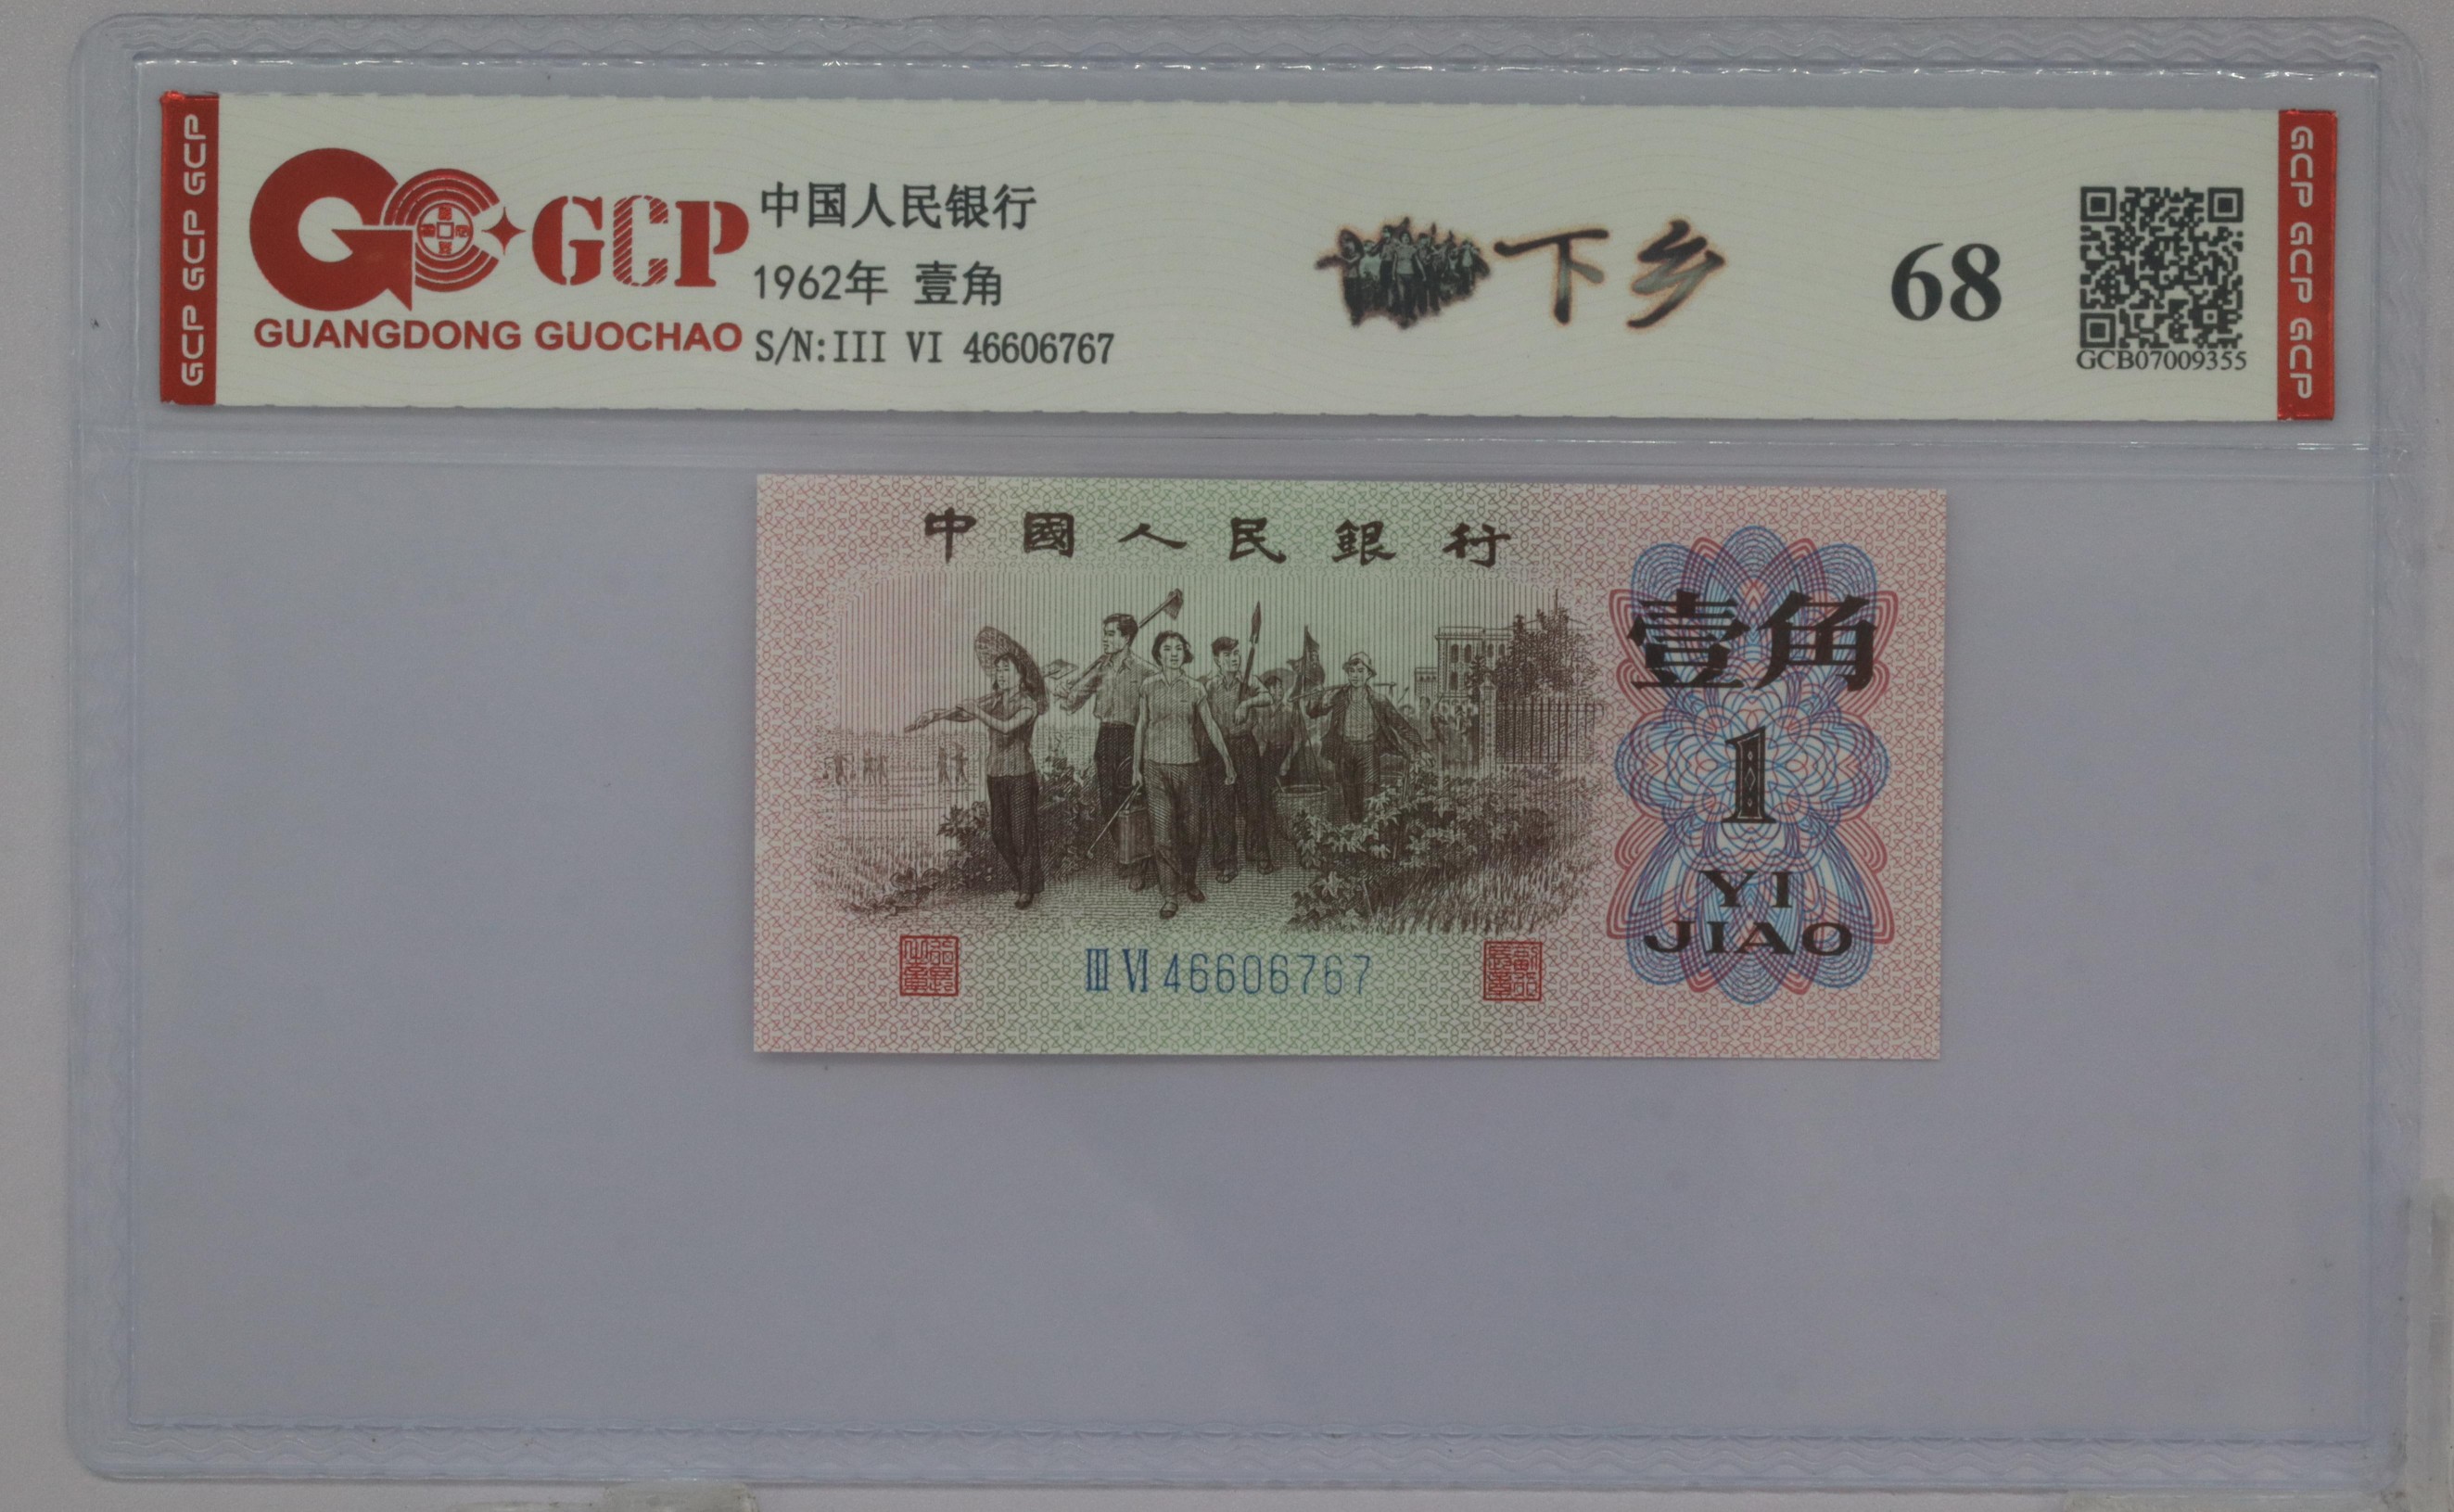 GCP GCP GCP
GCP
GUANGDONG GUOCHAO
中国人民银行
1962年 壹角
S/N:III VI 46606767
下乡
68
GCB07009355
GCP GCP GCP
中國人民銀行
壹角
1
YI
JIAO
III VI 46606767